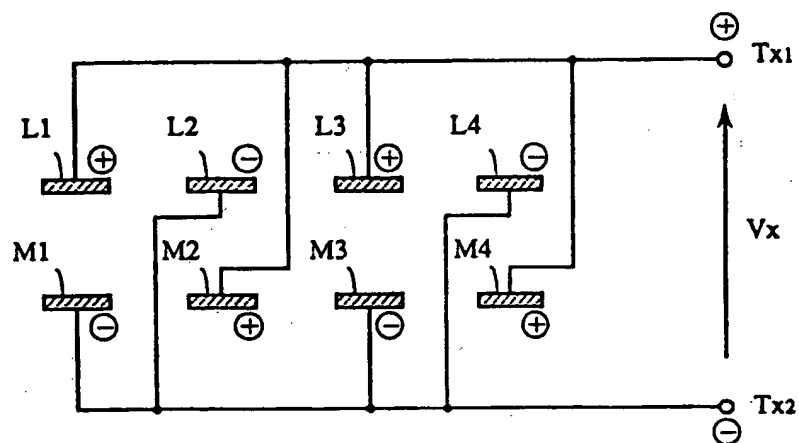 ⊕
Tx1
L1 ⊕ L2 ⊖ L3 ⊕ L4 ⊖
Vx
M1 M2 M3 M4
⊖ ⊕ ⊖ ⊕
Tx2
⊖